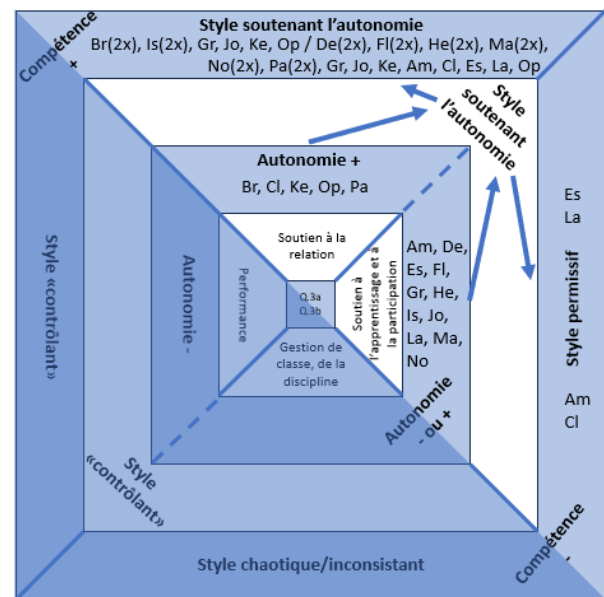 Style soutenant l'autonomie
Br(2x), Is(2x), Gr, Jo, Ke, Op / De(2x), Fl(2x), He(2x), Ma(2x),
No(2x), Pa(2x), Gr, Jo, Ke, Am, Cl, Es, La, Op
Compétence
+
Style
soutenant
l'autonomie
Autonomie +
Br, Cl, Ke, Op, Pa
Soutien à la
relation
Style «contrôlant»
Autonomie -
Performance
Q.3a
Q.3b
Soutien à
l'apprentissage et a
la participation
Am, De,
Es, Fl,
Gr, He,
Is, Jo,
La, Ma,
No
Es
La
Style permissif
Am
Cl
Gestion de
classe, de la
discipline
Autonomie
- ou +
Style
«contrôlant»
Compétence
-
Style chaotique/inconsistant